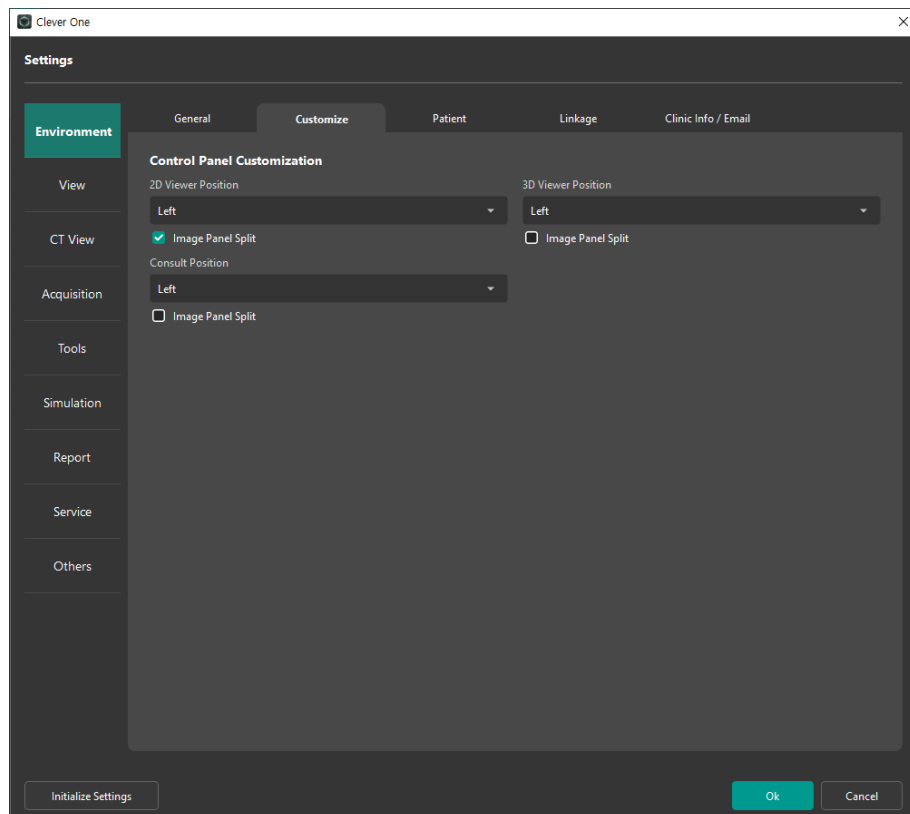 Clever One
Settings
Environment
View
CT View
Acquisition
Tools
Simulation
Report
Service
Others
General
Customize
Patient
Linkage
Clinic Info / Email
Control Panel Customization
2D Viewer Position
Left
Image Panel Split
3D Viewer Position
Left
Image Panel Split
Consult Position
Left
Image Panel Split
Initialize Settings
Ok
Cancel